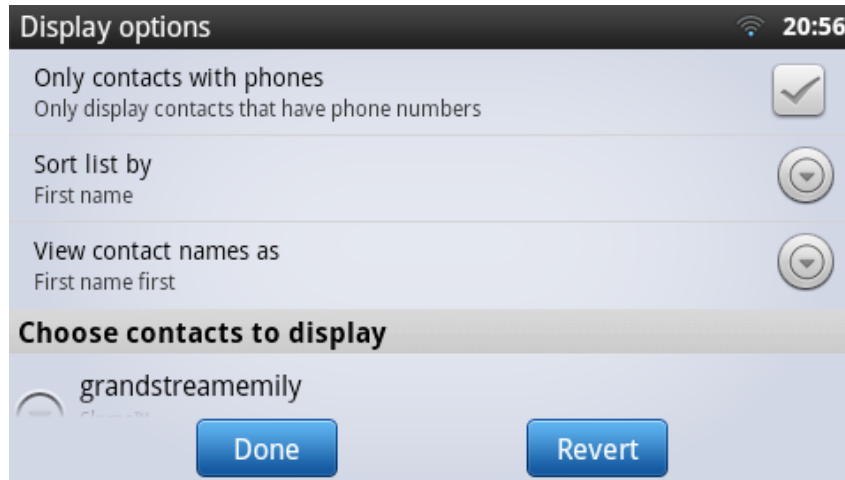 Display options
20:56
Only contacts with phones
Only display contacts that have phone numbers
Sort list by
First name
View contact names as
First name first
Choose contacts to display
grandstreamemily
Done
Revert